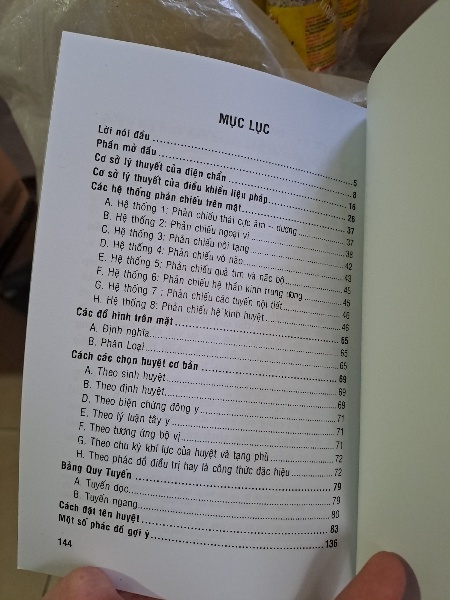 MỤC LỤC
Lời nói đầu 5
Phần mở đầu 8
Cơ sở lý thuyết của điện chẩn 16
Cơ sở lý thuyết của điều khiển liệu pháp 26
Các hệ thống phản chiếu trên mặt 37
A. Hệ thống 1: Phản chiếu thái cực âm – dương 37
B. Hệ thống 2: Phản chiếu ngoại vi 38
C. Hệ thống 3: Phản chiếu nội tạng 42
D. Hệ thống 4: Phản chiếu vỏ não 43
E. Hệ thống 5: Phản chiếu quả tim và não bộ 45
F. Hệ thống 6: Phản chiếu hệ thần kinh trung ương 45
G. Hệ thống 7 : Phản chiếu các tuyến nội tiết 46
H. Hệ thống 8: Phản chiếu hệ kinh huyệt 46
Các đồ hình trên mặt 65
A. Định nghĩa 65
B. Phân Loại 65
Cách các chọn huyệt cơ bản 69
A. Theo sinh huyệt 69
B. Theo định huyệt 69
D. Theo biện chứng đông y 71
E. Theo lý luận tây y 71
F. Theo tương ứng bộ vị 71
G. Theo chu kỳ khí lực của huyệt và tạng phủ 72
H. Theo phác đồ điều trị hay là công thức đặc hiệu 72
Bảng Quy Tuyến 79
A. Tuyến dọc 79
B. Tuyến ngang 80
Cách đặt tên huyệt 83
Một số phác đồ gợi ý 136
144